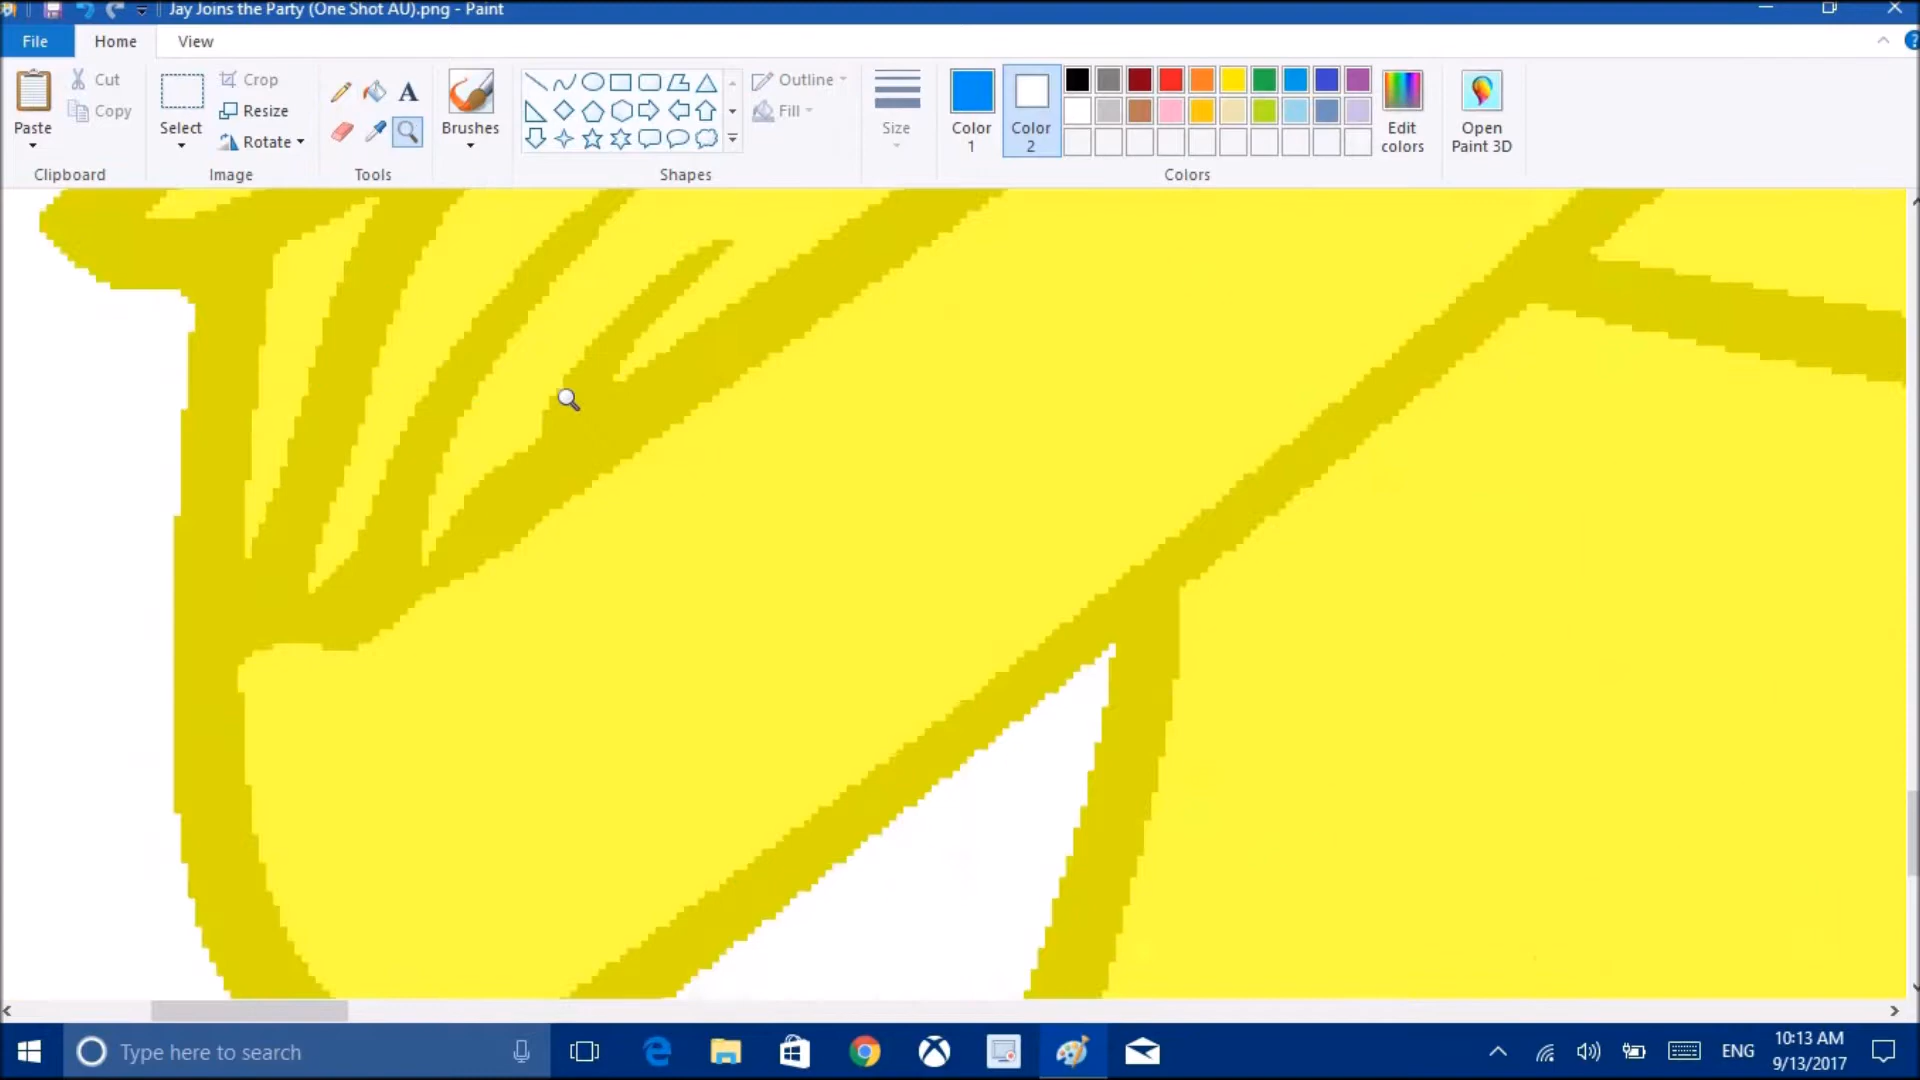 Jay Joins the Party (One Shot AU).png - Paint
File
Home
View
Paste
Cut
Copy
Clipboard
Select
Crop
Resize
Rotate
Image
A
Tools
Brushes
Outline
Fill
Shapes
Size
Color
1
Color
2
Edit
colors
Colors
Open
Paint 3D
Type here to search
ENG
10:13 AM
9/13/2017